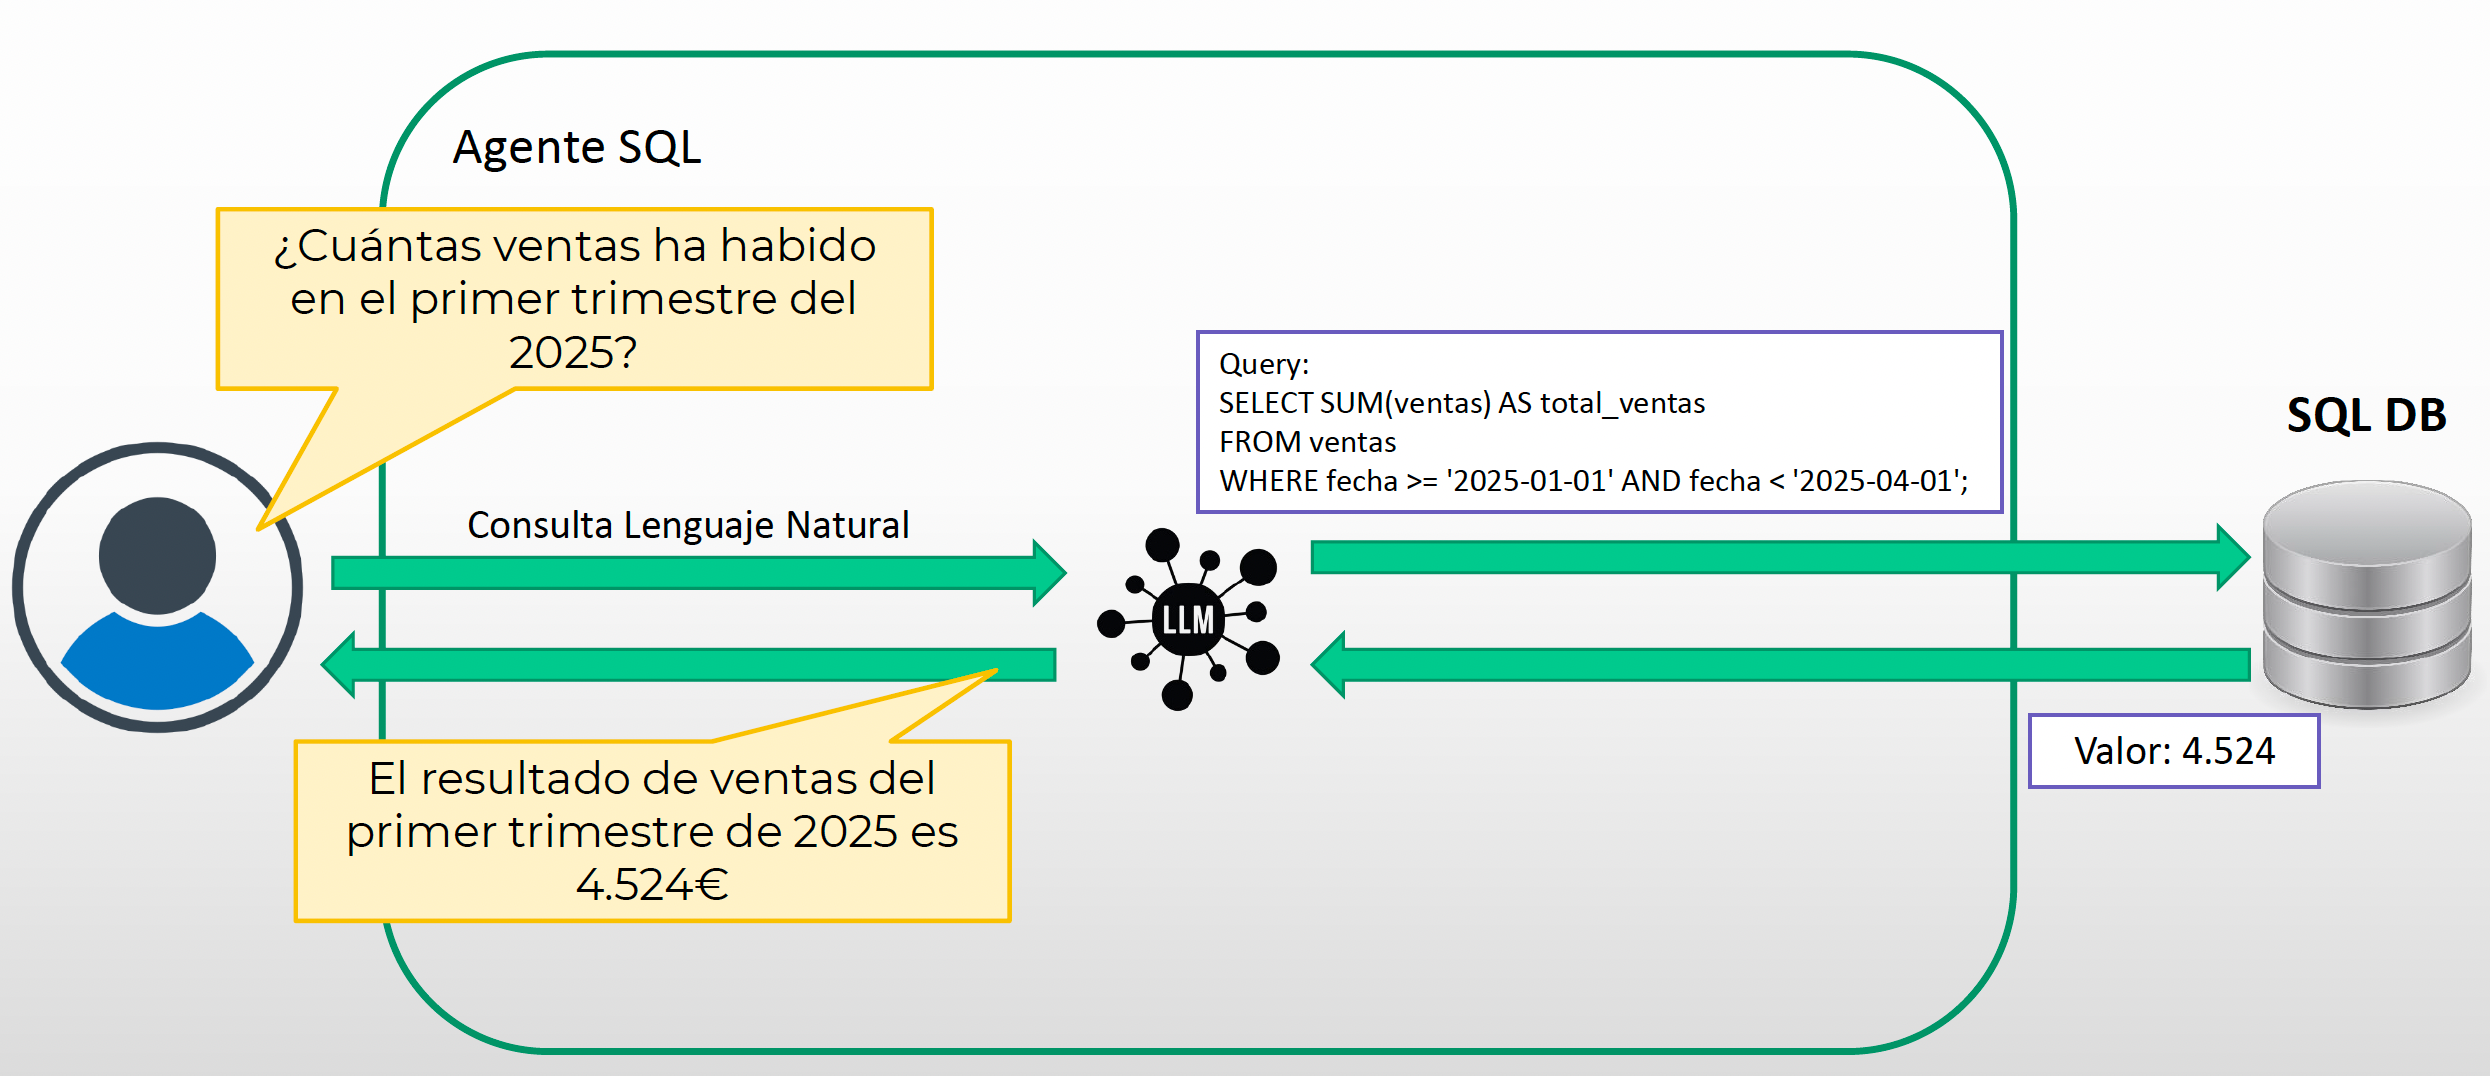 Agente SQL
¿Cuántas ventas ha habido
en el primer trimestre del
2025?
Query:
SELECT SUM(ventas) AS total_ventas
FROM ventas
WHERE fecha >= '2025-01-01' AND fecha < '2025-04-01';
SQL DB
Consulta Lenguaje Natural
LLM
Valor: 4.524
El resultado de ventas del
primer trimestre de 2025 es
4.524€